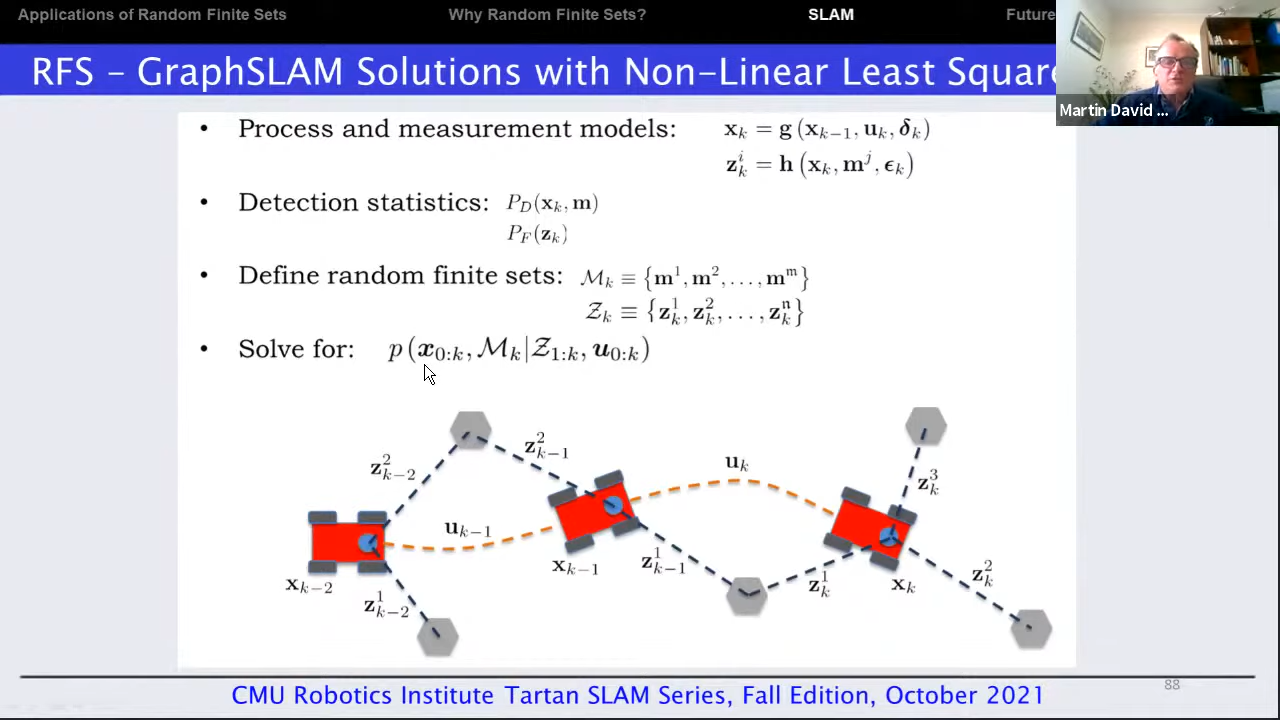 Applications of Random Finite Sets Why Random Finite Sets? SLAM Future
RFS – GraphSLAM Solutions with Non-Linear Least Square
Martin David ...
• Process and measurement models: x_k = g (x_{k−1}, u_k, δ_k)
z_k^i = h (x_k, m^j, ϵ_k)
• Detection statistics: P_D(x_k, m)
P_F(z_k)
• Define random finite sets: ℳ_k ≡ {m^1, m^2, . . . , m^𝔪}
𝒵_k ≡ {z_k^1, z_k^2, . . . , z_k^𝔫}
• Solve for: p (x_{0:k}, ℳ_k|𝒵_{1:k}, u_{0:k})
z_{k−2}^2
z_{k−1}^2
u_k
z_k^3
u_{k−1}
x_{k−2}
z_{k−2}^1
x_{k−1}
z_{k−1}^1
z_k^1
x_k
z_k^2
CMU Robotics Institute Tartan SLAM Series, Fall Edition, October 2021
88